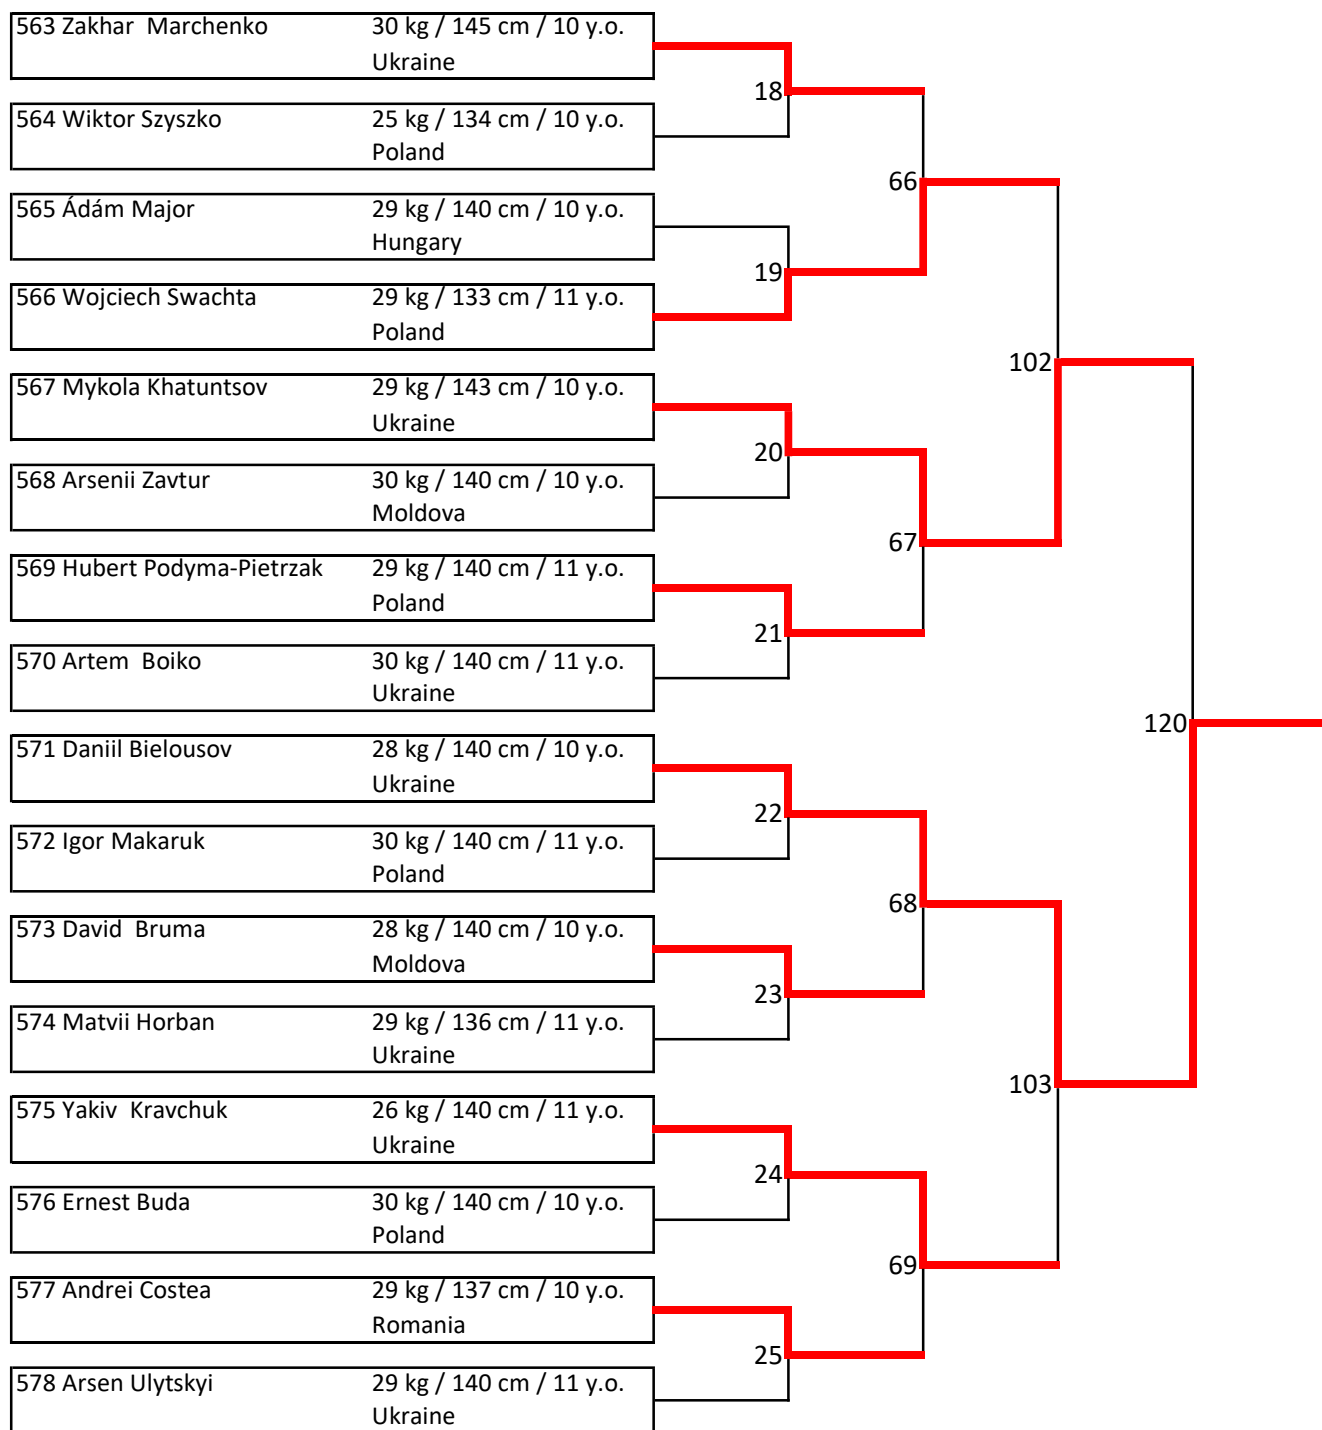 563 Zakhar  Marchenko 30 kg / 145 cm / 10 y.o.
Ukraine
18
564 Wiktor Szyszko 25 kg / 134 cm / 10 y.o.
Poland
66
565 Ádám Major 29 kg / 140 cm / 10 y.o.
Hungary
19
566 Wojciech Swachta 29 kg / 133 cm / 11 y.o.
Poland
102
567 Mykola Khatuntsov 29 kg / 143 cm / 10 y.o.
Ukraine
20
568 Arsenii Zavtur 30 kg / 140 cm / 10 y.o.
Moldova
67
569 Hubert Podyma-Pietrzak 29 kg / 140 cm / 11 y.o.
Poland
21
570 Artem  Boiko 30 kg / 140 cm / 11 y.o.
Ukraine
120
571 Daniil Bielousov 28 kg / 140 cm / 10 y.o.
Ukraine
22
572 Igor Makaruk 30 kg / 140 cm / 11 y.o.
Poland
68
573 David  Bruma 28 kg / 140 cm / 10 y.o.
Moldova
23
574 Matvii Horban 29 kg / 136 cm / 11 y.o.
Ukraine
103
575 Yakiv  Kravchuk 26 kg / 140 cm / 11 y.o.
Ukraine
24
576 Ernest Buda 30 kg / 140 cm / 10 y.o.
Poland
69
577 Andrei Costea 29 kg / 137 cm / 10 y.o.
Romania
25
578 Arsen Ulytskyi 29 kg / 140 cm / 11 y.o.
Ukraine